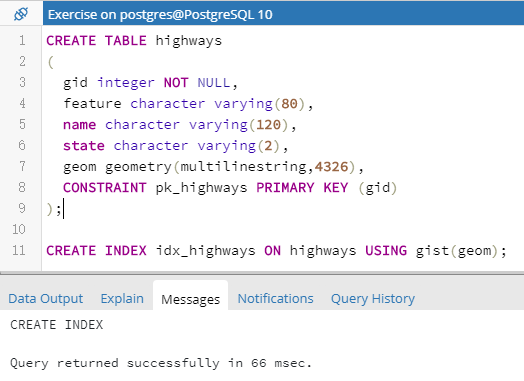 Exercise on postgres@PostgreSQL 10
1 CREATE TABLE highways
2 (
3 gid integer NOT NULL,
4 feature character varying(80),
5 name character varying(120),
6 state character varying(2),
7 geom geometry(multilinestring,4326),
8 CONSTRAINT pk_highways PRIMARY KEY (gid)
9 );
10
11 CREATE INDEX idx_highways ON highways USING gist(geom);
Data Output Explain Messages Notifications Query History
CREATE INDEX
Query returned successfully in 66 msec.